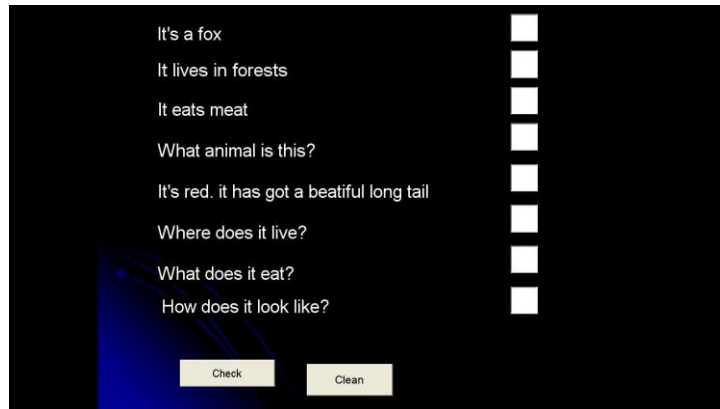 It's a fox
It lives in forests
It eats meat
What animal is this?
It's red. it has got a beatiful long tail
Where does it live?
What does it eat?
How does it look like?
Check
Clean